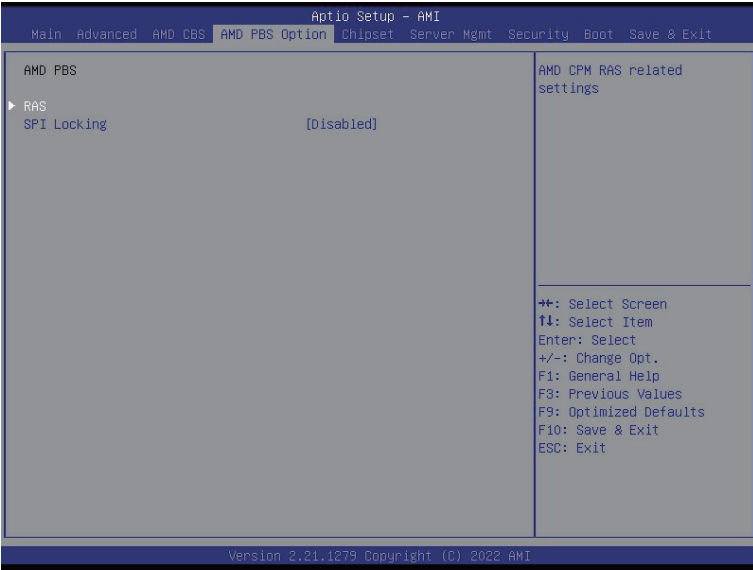 Aptio Setup – AMI
Main Advanced AMD CBS AMD PBS Option Chipset Server Mgmt Security Boot Save & Exit
AMD PBS
RAS
SPI Locking [Disabled]
AMD CPM RAS related
settings
→←: Select Screen
↑↓: Select Item
Enter: Select
+/-: Change Opt.
F1: General Help
F3: Previous Values
F9: Optimized Defaults
F10: Save & Exit
ESC: Exit
Version 2.21.1279 Copyright (C) 2022 AMI